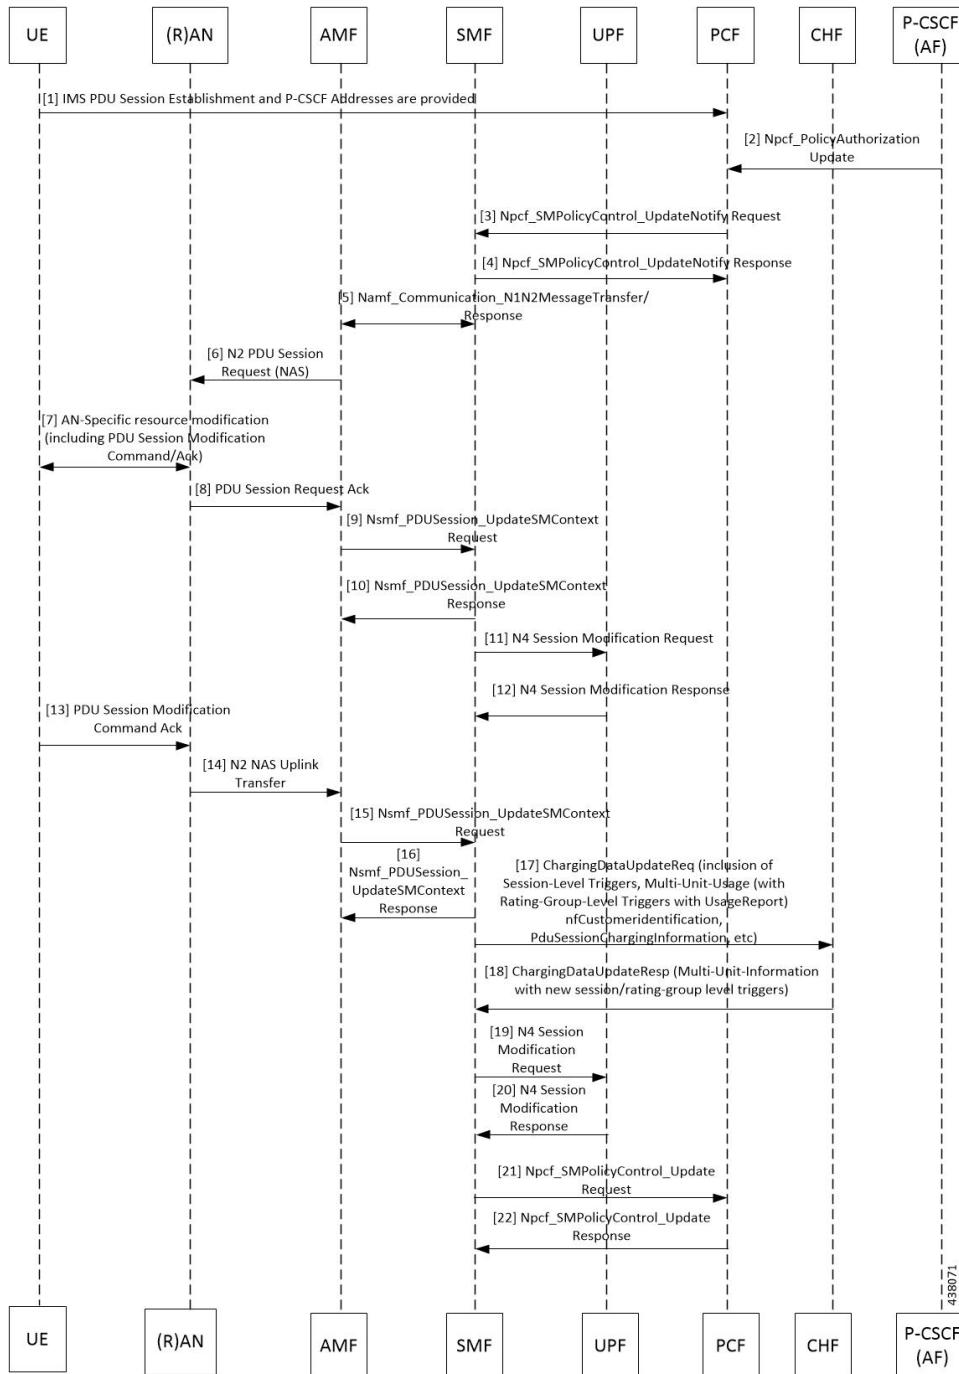 UE
(R)AN
AMF
SMF
UPF
PCF
CHF
P-CSCF
(AF)
[1] IMS PDU Session Establishment and P-CSCF Addresses are provided
[2] Npcf_PolicyAuthorization
Update
[3] Npcf_SMPolicyControl_UpdateNotify Request
[4] Npcf_SMPolicyControl_UpdateNotify Response
[5] Namf_Communication_N1N2MessageTransfer/
Response
[6] N2 PDU Session
Request (NAS)
[7] AN-Specific resource modification
(including PDU Session Modification
Command/Ack)
[8] PDU Session Request Ack
[9] Nsmf_PDUSession_UpdateSMContext
Request
[10] Nsmf_PDUSession_UpdateSMContext
Response
[11] N4 Session Modification Request
[12] N4 Session Modification Response
[13] PDU Session Modification
Command Ack
[14] N2 NAS Uplink
Transfer
[15] Nsmf_PDUSession_UpdateSMContext
Request
[16]
Nsmf_PDUSession_
UpdateSMContext
Response
[17] ChargingDataUpdateReq (inclusion of
Session-Level Triggers, Multi-Unit-Usage (with
Rating-Group-Level Triggers with UsageReport)
nfCustomeridentification,
PduSessionChargingInformation, etc)
[18] ChargingDataUpdateResp (Multi-Unit-Information
with new session/rating-group level triggers)
[19] N4 Session
Modification
Request
[20] N4 Session
Modification
Response
[21] Npcf_SMPolicyControl_Update
Request
[22] Npcf_SMPolicyControl_Update
Response
438071
UE
(R)AN
AMF
SMF
UPF
PCF
CHF
P-CSCF
(AF)